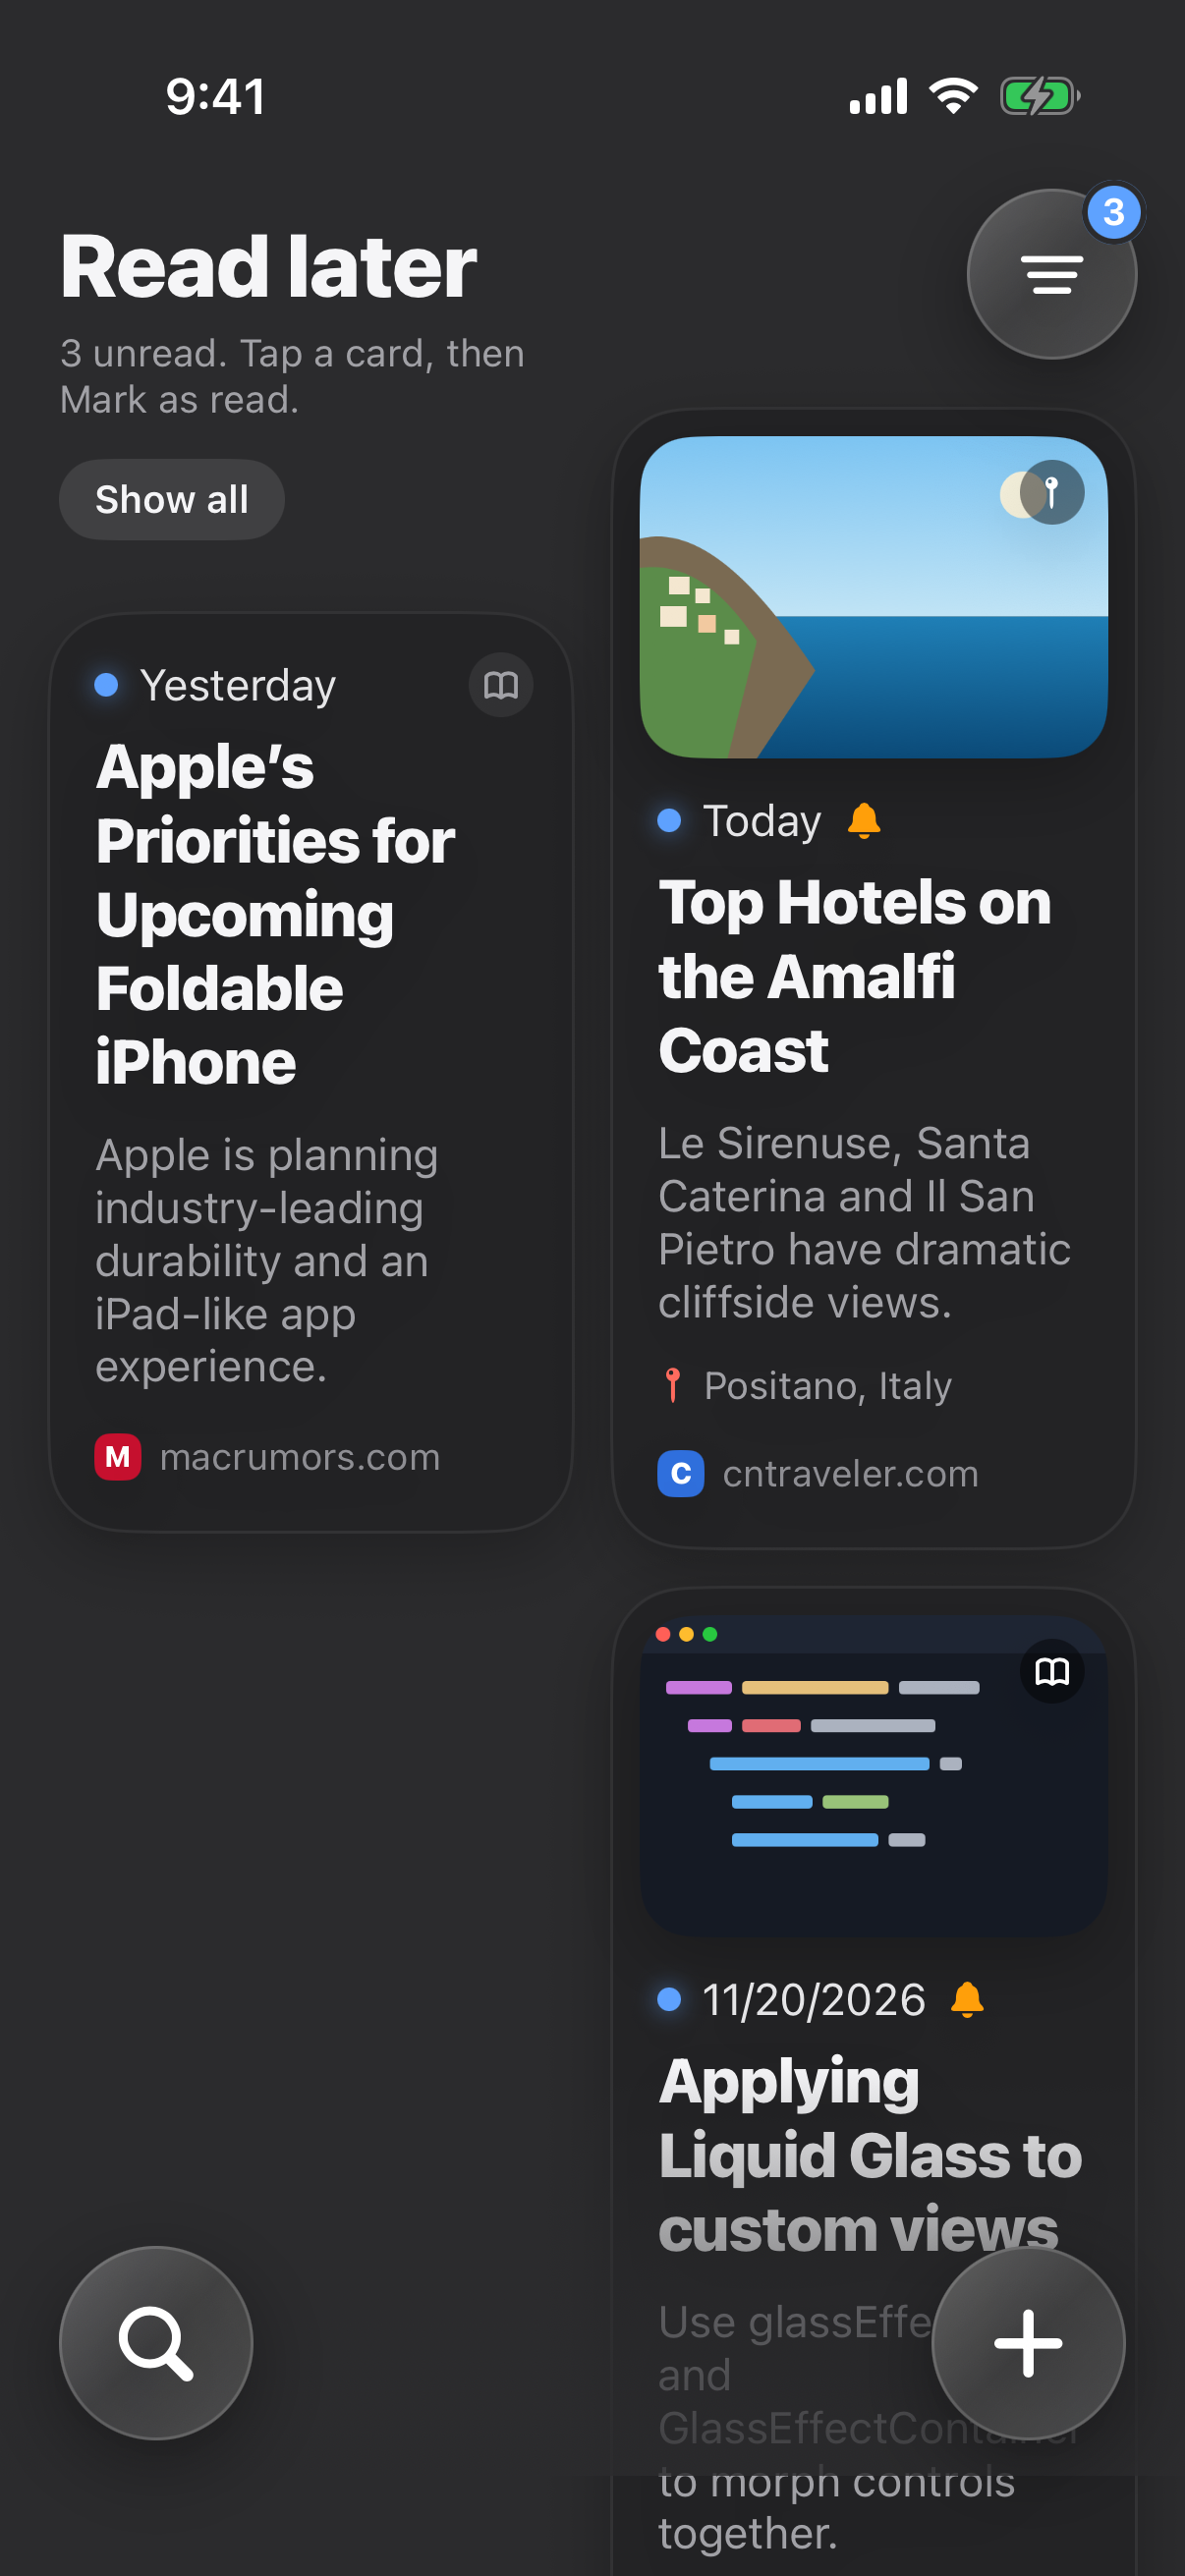 9:41
3
Read later
3 unread. Tap a card, then
Mark as read.
Show all
Yesterday
Apple’s
Priorities for
Upcoming
Foldable
iPhone
Apple is planning
industry-leading
durability and an
iPad-like app
experience.
M macrumors.com
Today
Top Hotels on
the Amalfi
Coast
Le Sirenuse, Santa
Caterina and Il San
Pietro have dramatic
cliffside views.
Positano, Italy
C cntraveler.com
11/20/2026
Applying
Liquid Glass to
custom views
Use
and
GlassEffectContainer
to morph controls
together.